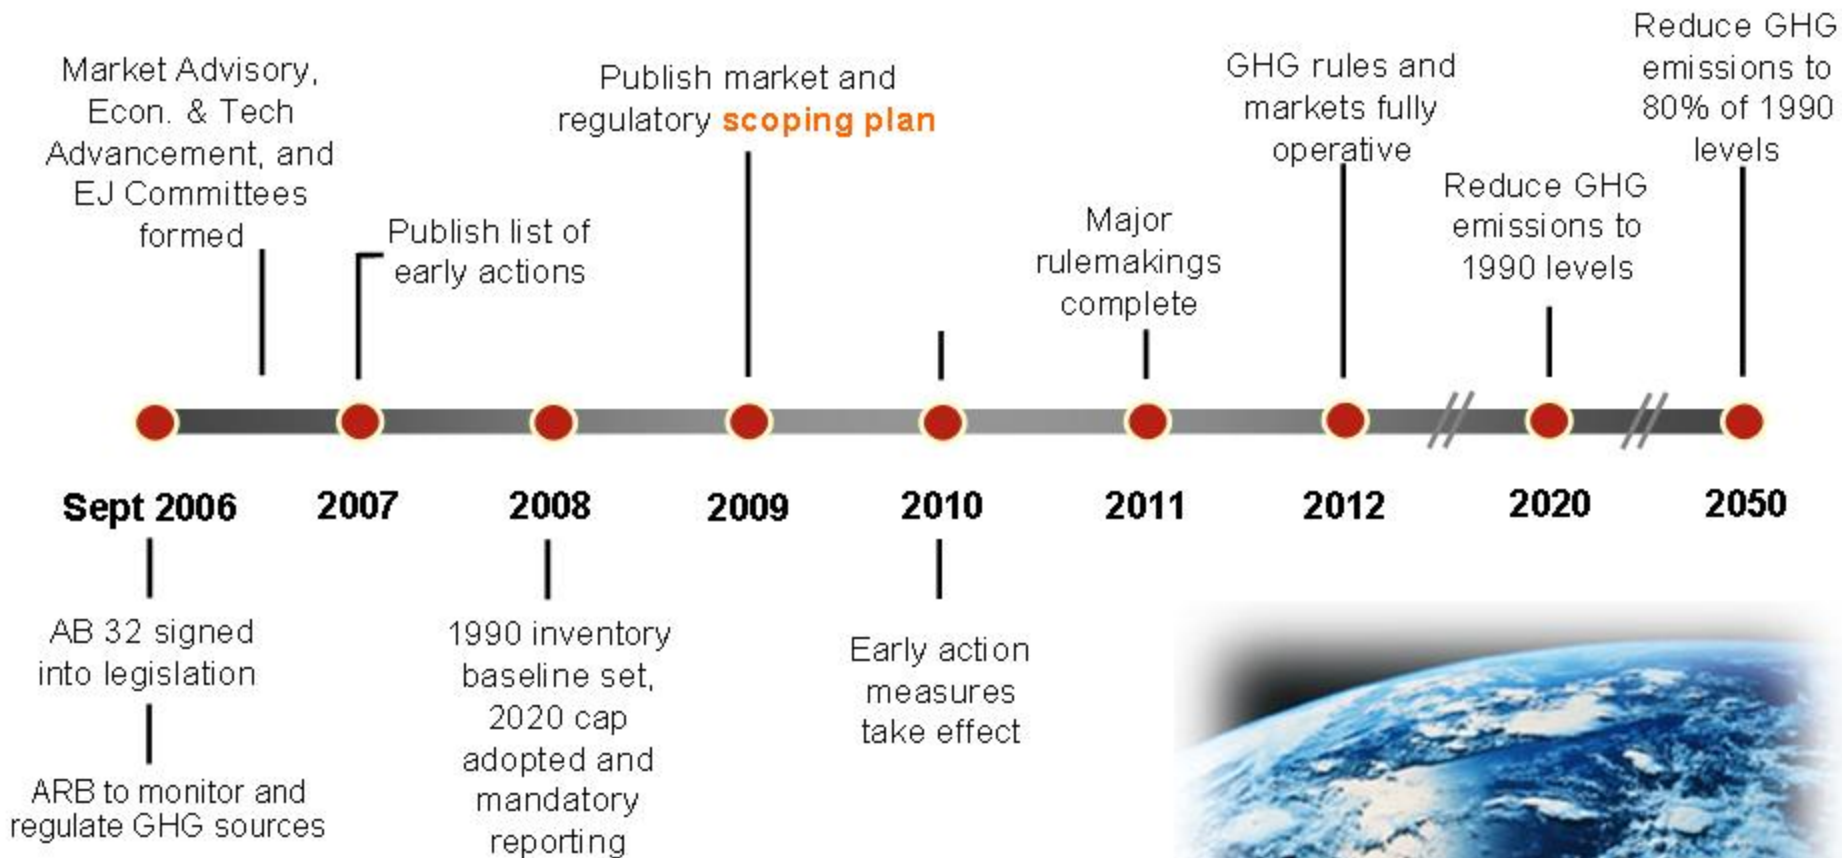 Market Advisory,
Econ. & Tech
Advancement, and
EJ Committees
formed
Publish list of
early actions
Publish market and
regulatory scoping plan
Major
rulemakings
complete
GHG rules and
markets fully
operative
Reduce GHG
emissions to
1990 levels
Reduce GHG
emissions to
80% of 1990
levels
Sept 2006
2007
2008
2009
2010
2011
2012
2020
2050
AB 32 signed
into legislation
ARB to monitor and
regulate GHG sources
1990 inventory
baseline set,
2020 cap
adopted and
mandatory
reporting
Early action
measures
take effect